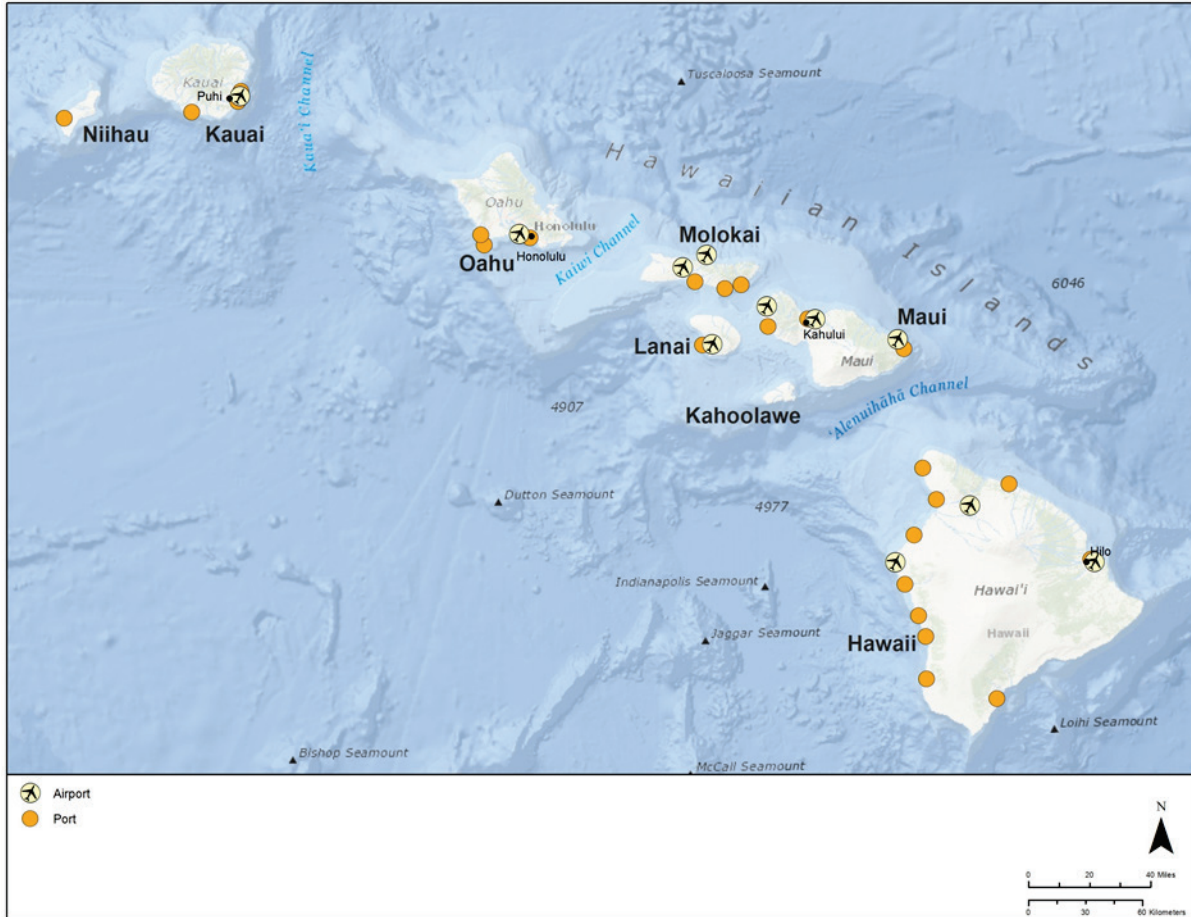 Tuscaloosa Seamount
Kauai
Puhi
Niihau
Kauai
Kaua'i Channel
Hawaiian Islands
Oahu
Honolulu
Honolulu
Oahu
Kaiwi Channel
Molokai
6046
Maui
Kahului
Lanai
Maui
Kahoolawe
'Alenuihāhā Channel
4907
Dutton Seamount
4977
Hilo
Indianapolis Seamount
Hawai'i
Hawaii
Jaggar Seamount
Hawaii
Loihi Seamount
Bishop Seamount
McCall Seamount
Airport
Port
N
0 20 40 Miles
0 30 60 Kilometers